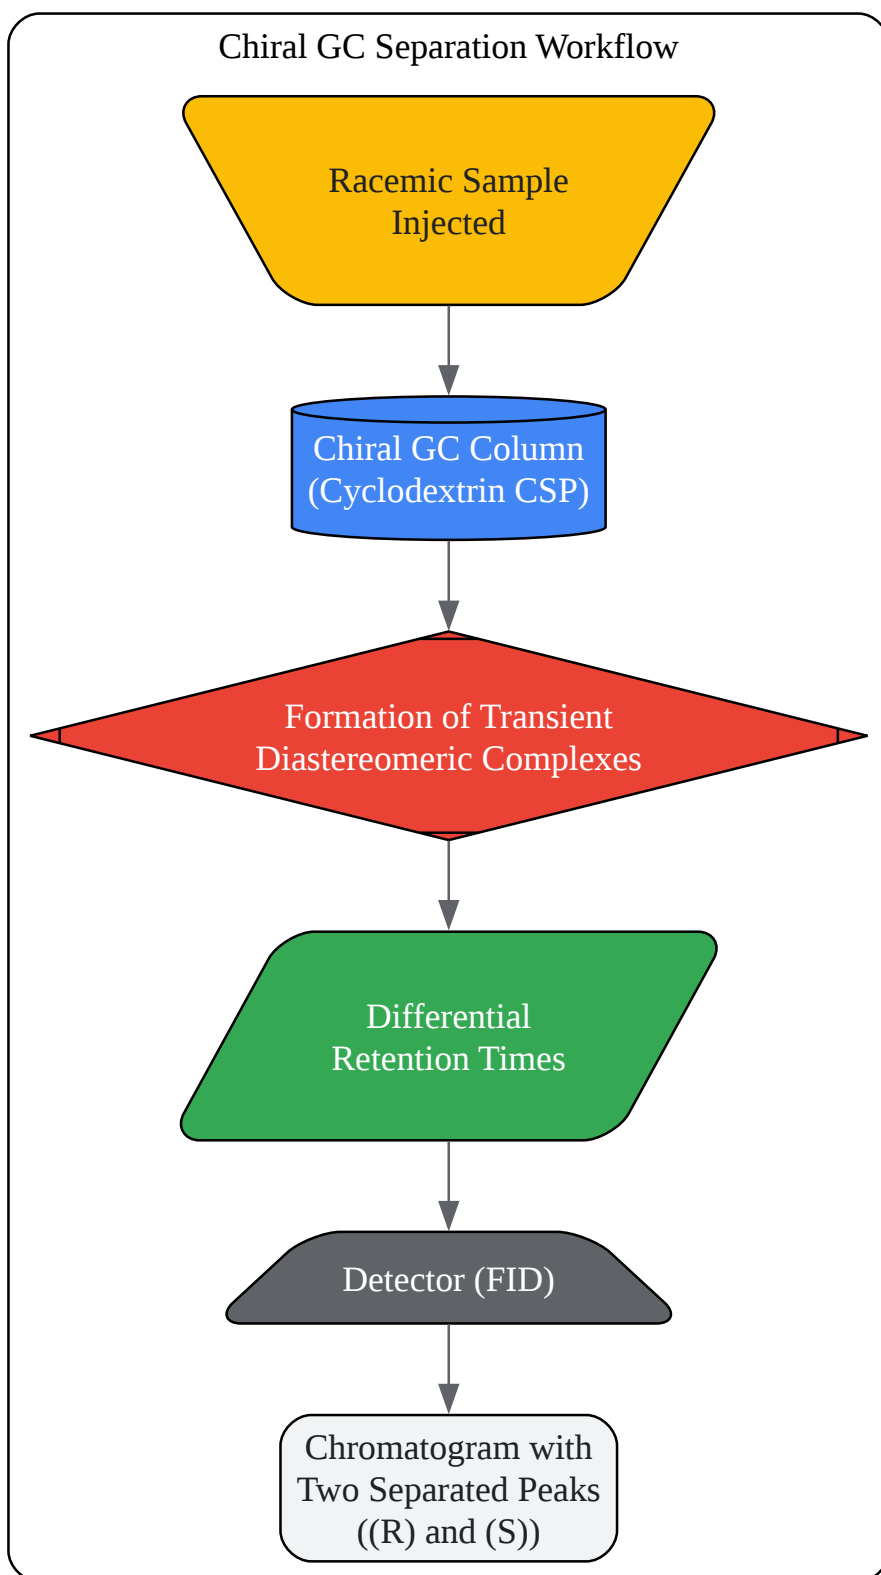 Chiral GC Separation Workflow
Racemic Sample
Injected
Chiral GC Column
(Cyclodextrin CSP)
Formation of Transient
Diastereomeric Complexes
Differential
Retention Times
Detector (FID)
Chromatogram with
Two Separated Peaks
((R) and (S))